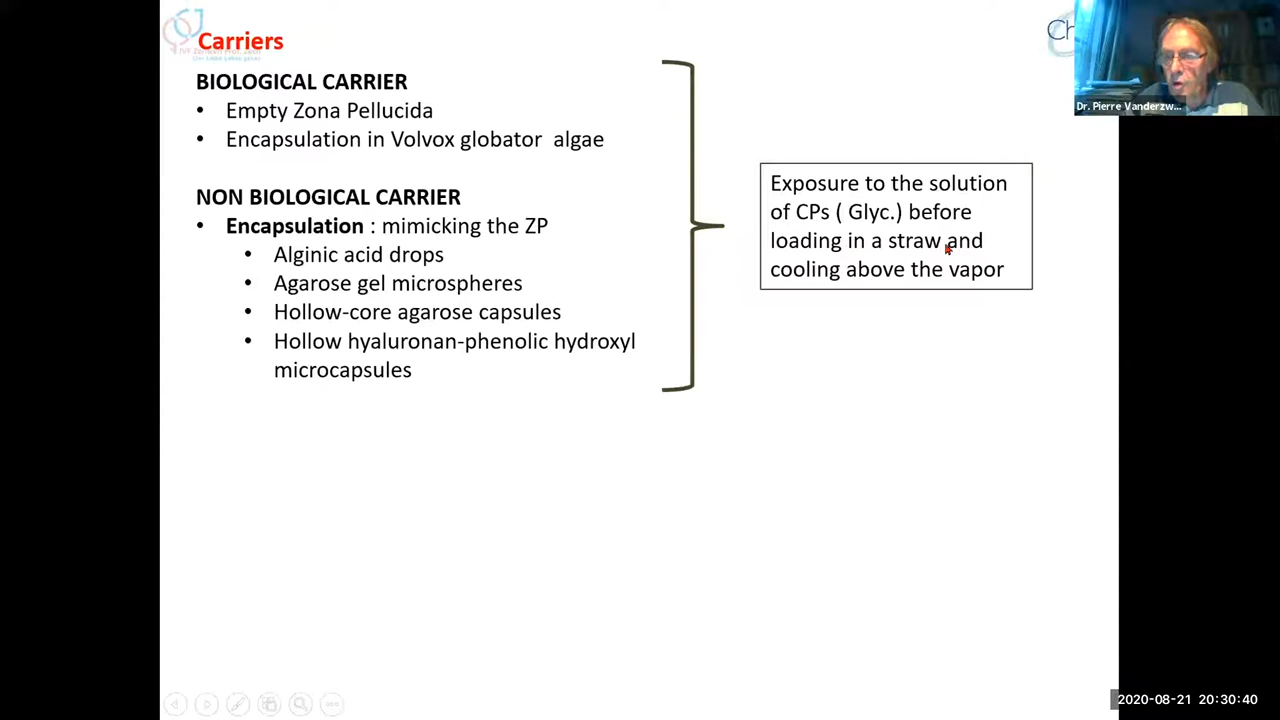 Carriers
BIOLOGICAL CARRIER
• Empty Zona Pellucida
• Encapsulation in Volvox globator algae
NON BIOLOGICAL CARRIER
• Encapsulation : mimicking the ZP
• Alginic acid drops
• Agarose gel microspheres
• Hollow-core agarose capsules
• Hollow hyaluronan-phenolic hydroxyl
microcapsules
Exposure to the solution
of CPs ( Glyc.) before
loading in a straw and
cooling above the vapor
Ch
Dr. Pierre Vanderzw...
2020-08-21 20:30:40